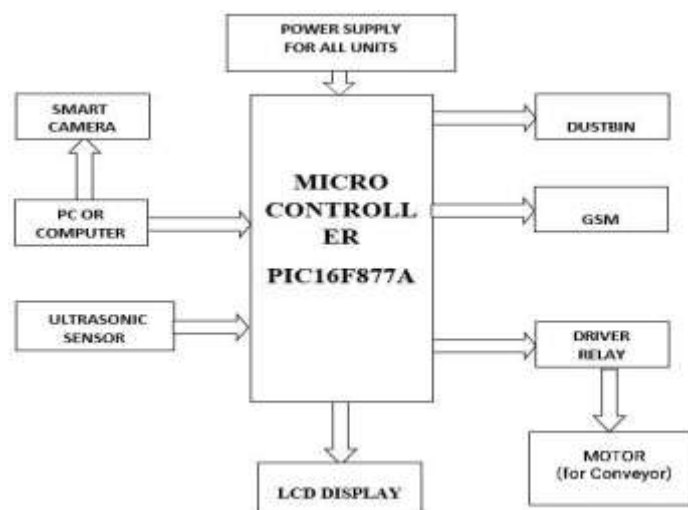 POWER SUPPLY
FOR ALL UNITS
SMART
CAMERA
DUSTBIN
MICRO
CONTROLL
ER
PIC16F877A
PC OR
COMPUTER
GSM
ULTRASONIC
SENSOR
DRIVER
RELAY
MOTOR
(for Conveyor)
LCD DISPLAY